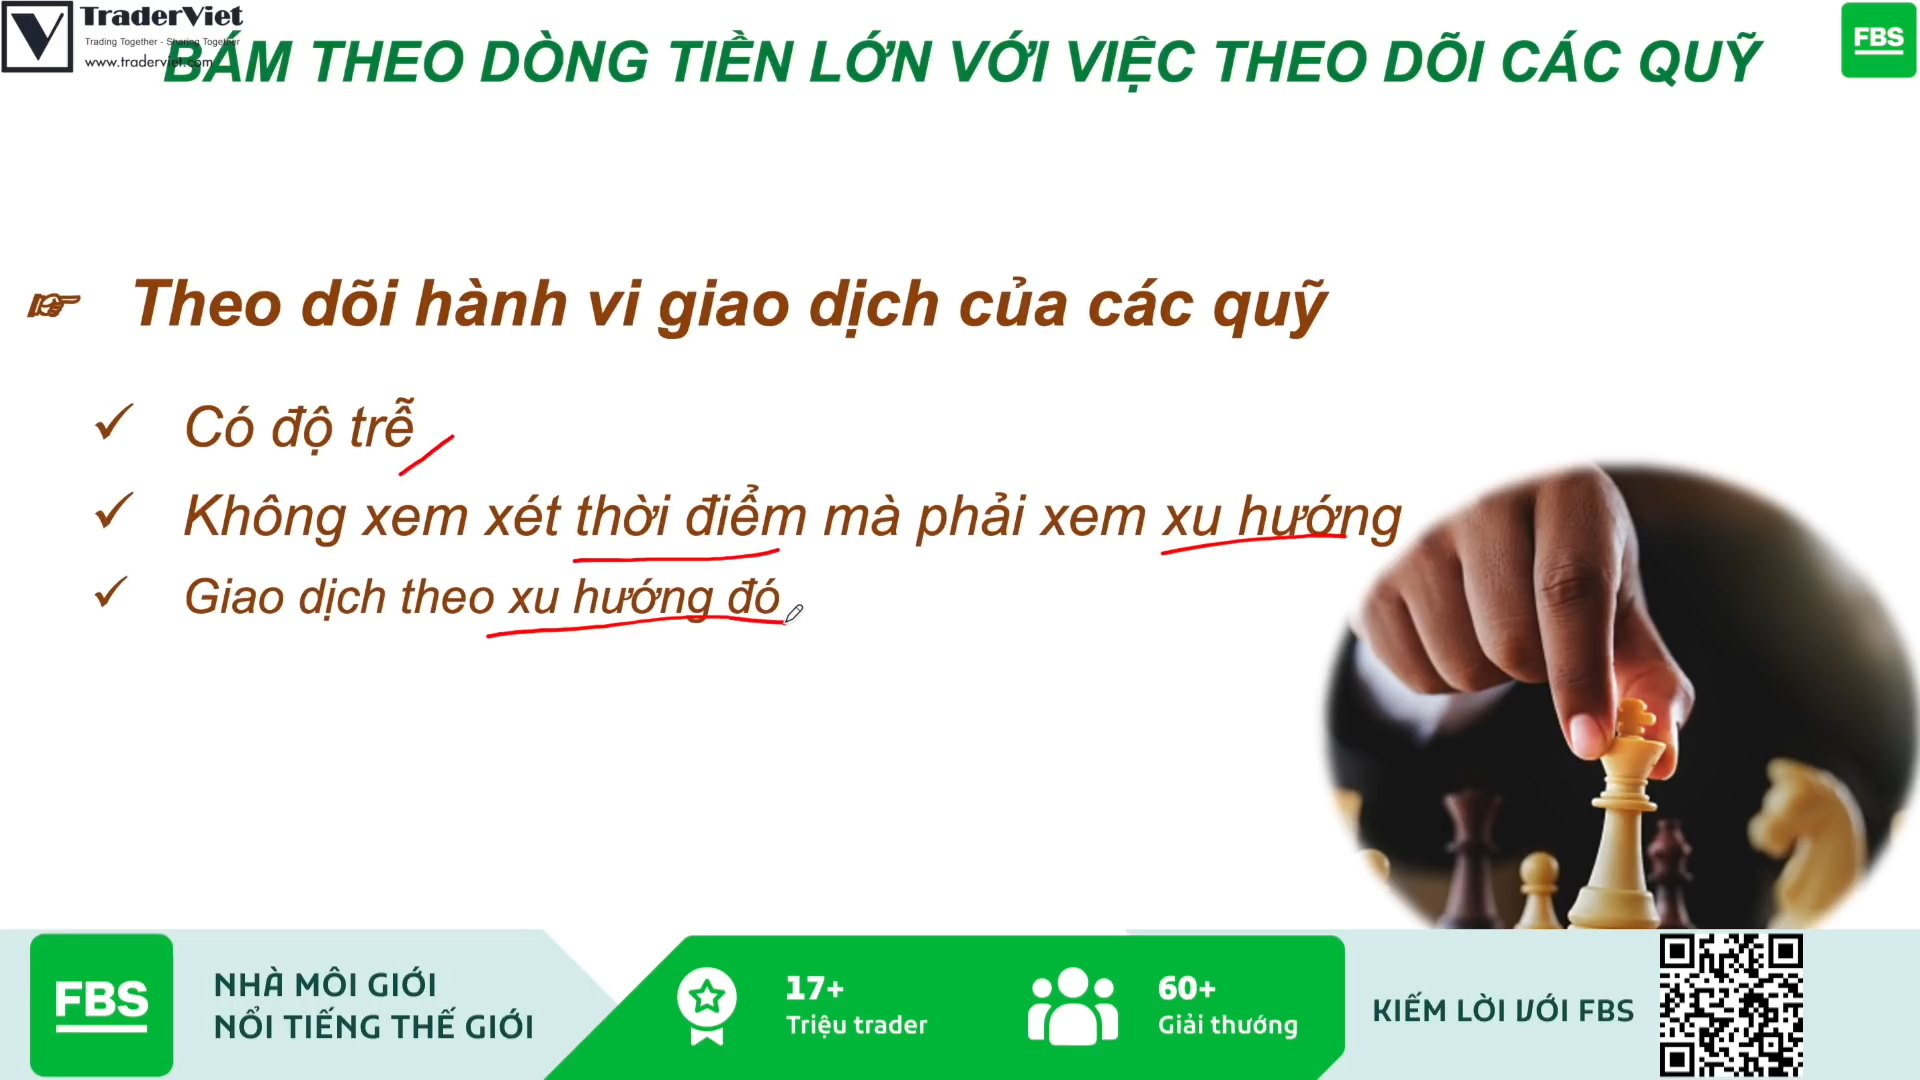 TraderViet
Trading Together - Sharing Together
www.traderviet.com
BÁM THEO DÒNG TIỀN LỚN VỚI VIỆC THEO DÕI CÁC QUỸ
FBS
Theo dõi hành vi giao dịch của các quỹ
Có độ trễ
Không xem xét thời điểm mà phải xem xu hướng
Giao dịch theo xu hướng đó
FBS
NHÀ MÔI GIỚI
NỔI TIẾNG THẾ GIỚI
17+
Triệu trader
60+
Giải thưởng
KIẾM LỜI VỚI FBS